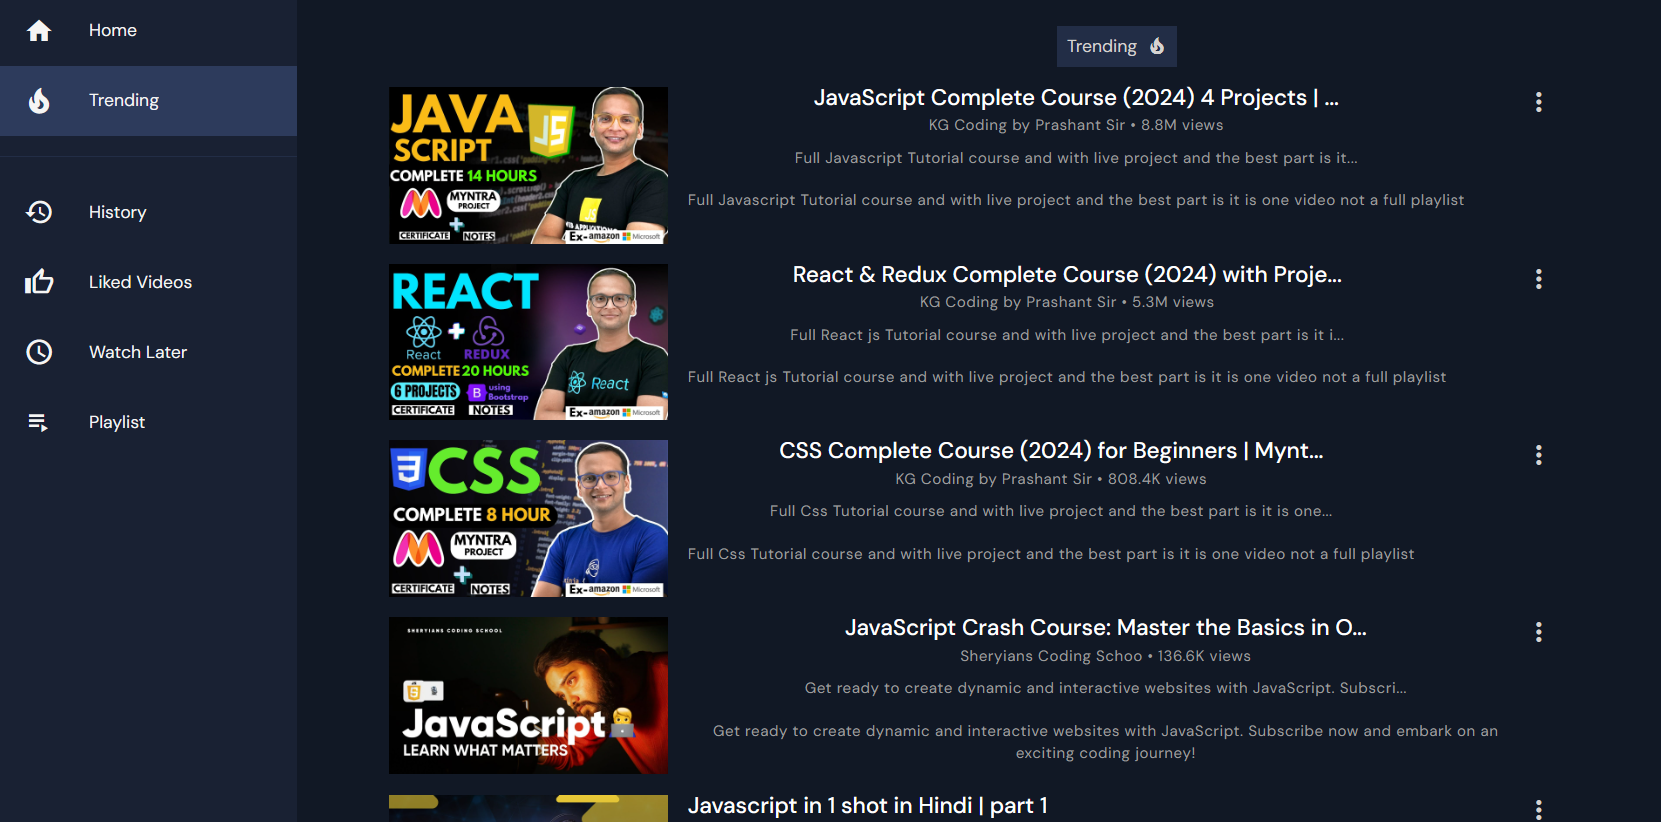 Home
Trending
History
Liked Videos
Watch Later
Playlist
Trending
JAVA
SCRIPT
JS
COMPLETE 14 HOURS
MYNTRA
PROJECT
+
CERTIFICATE NOTES
JS
Ex-amazon Microsoft
JavaScript Complete Course (2024) 4 Projects | ...
KG Coding by Prashant Sir • 8.8M views
Full Javascript Tutorial course and with live project and the best part is it...
Full Javascript Tutorial course and with live project and the best part is it is one video not a full playlist
REACT
React + REDUX
COMPLETE 20 HOURS
6 PROJECTS B using Bootstrap
CERTIFICATE NOTES
React
Ex-amazon Microsoft
React & Redux Complete Course (2024) with Proje...
KG Coding by Prashant Sir • 5.3M views
Full React js Tutorial course and with live project and the best part is it i...
Full React js Tutorial course and with live project and the best part is it is one video not a full playlist
3 CSS
COMPLETE 8 HOUR
MYNTRA
PROJECT
+
CERTIFICATE NOTES
Ex-amazon Microsoft
CSS Complete Course (2024) for Beginners | Mynt...
KG Coding by Prashant Sir • 808.4K views
Full Css Tutorial course and with live project and the best part is it is one...
Full Css Tutorial course and with live project and the best part is it is one video not a full playlist
SHERYIANS CODING SCHOOL
JavaScript
LEARN WHAT MATTERS
JavaScript Crash Course: Master the Basics in O...
Sheryians Coding Schoo • 136.6K views
Get ready to create dynamic and interactive websites with JavaScript. Subscri...
Get ready to create dynamic and interactive websites with JavaScript. Subscribe now and embark on an
exciting coding journey!
Javascript in 1 shot in Hindi | part 1